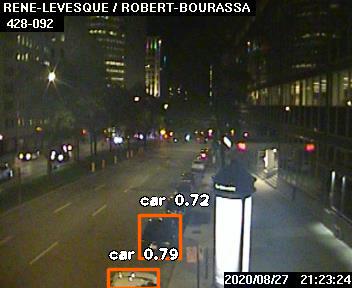 RENE-LEVESQUE / ROBERT-BOURASSA
428-092
car 0.72
car 0.79
2020/08/27 21:23:24